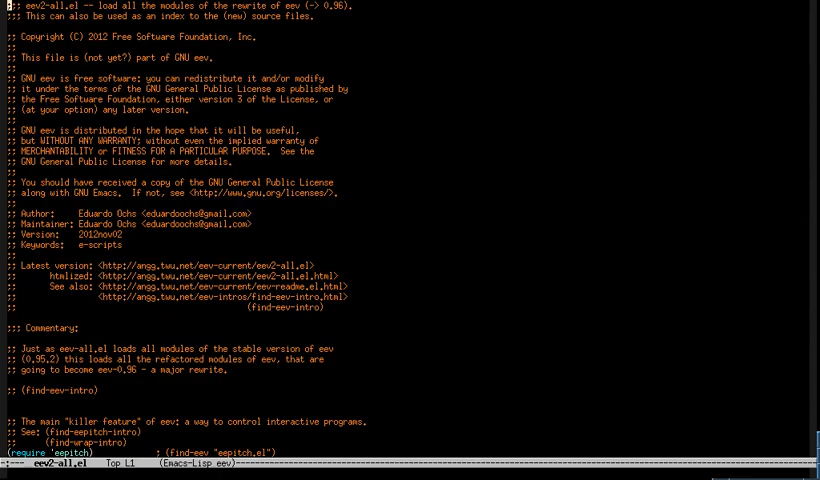 ;;; eev2-all.el -- load all the modules of the rewrite of eev (-> 0.96).
;;; This can also be used as an index to the (new) source files.
;;
;; Copyright (C) 2012 Free Software Foundation, Inc.
;;
;; This file is (not yet?) part of GNU eev.
;;
;; GNU eev is free software: you can redistribute it and/or modify
;; it under the terms of the GNU General Public License as published by
;; the Free Software Foundation, either version 3 of the License, or
;; (at your option) any later version.
;;
;; GNU eev is distributed in the hope that it will be useful,
;; but WITHOUT ANY WARRANTY; without even the implied warranty of
;; MERCHANTABILITY or FITNESS FOR A PARTICULAR PURPOSE.  See the
;; GNU General Public License for more details.
;;
;; You should have received a copy of the GNU General Public License
;; along with GNU Emacs.  If not, see <http://www.gnu.org/licenses/>.
;;
;; Author:     Eduardo Ochs <eduardoochs@gmail.com>
;; Maintainer: Eduardo Ochs <eduardoochs@gmail.com>
;; Version:    2012nov02
;; Keywords:   e-scripts
;;
;; Latest version: <http://angg.twu.net/eev-current/eev2-all.el>
;;       htmlized: <http://angg.twu.net/eev-current/eev2-all.el.html>
;;       See also: <http://angg.twu.net/eev-current/eev-readme.el.html>
;;                 <http://angg.twu.net/eev-intros/find-eev-intro.html>
;;                                                (find-eev-intro)
;;; Commentary:
;; Just as eev-all.el loads all modules of the stable version of eev
;; (0.95.2) this loads all the refactored modules of eev, that are
;; going to become eev-0.96 - a major rewrite.
;; (find-eev-intro)
;; The main "killer feature" of eev: a way to control interactive programs.
;; See: (find-eepitch-intro)
;;      (find-wrap-intro)
(require 'eepitch)             ; (find-eev "eepitch.el")
-:---  eev2-all.el    Top L1     (Emacs-Lisp eev)